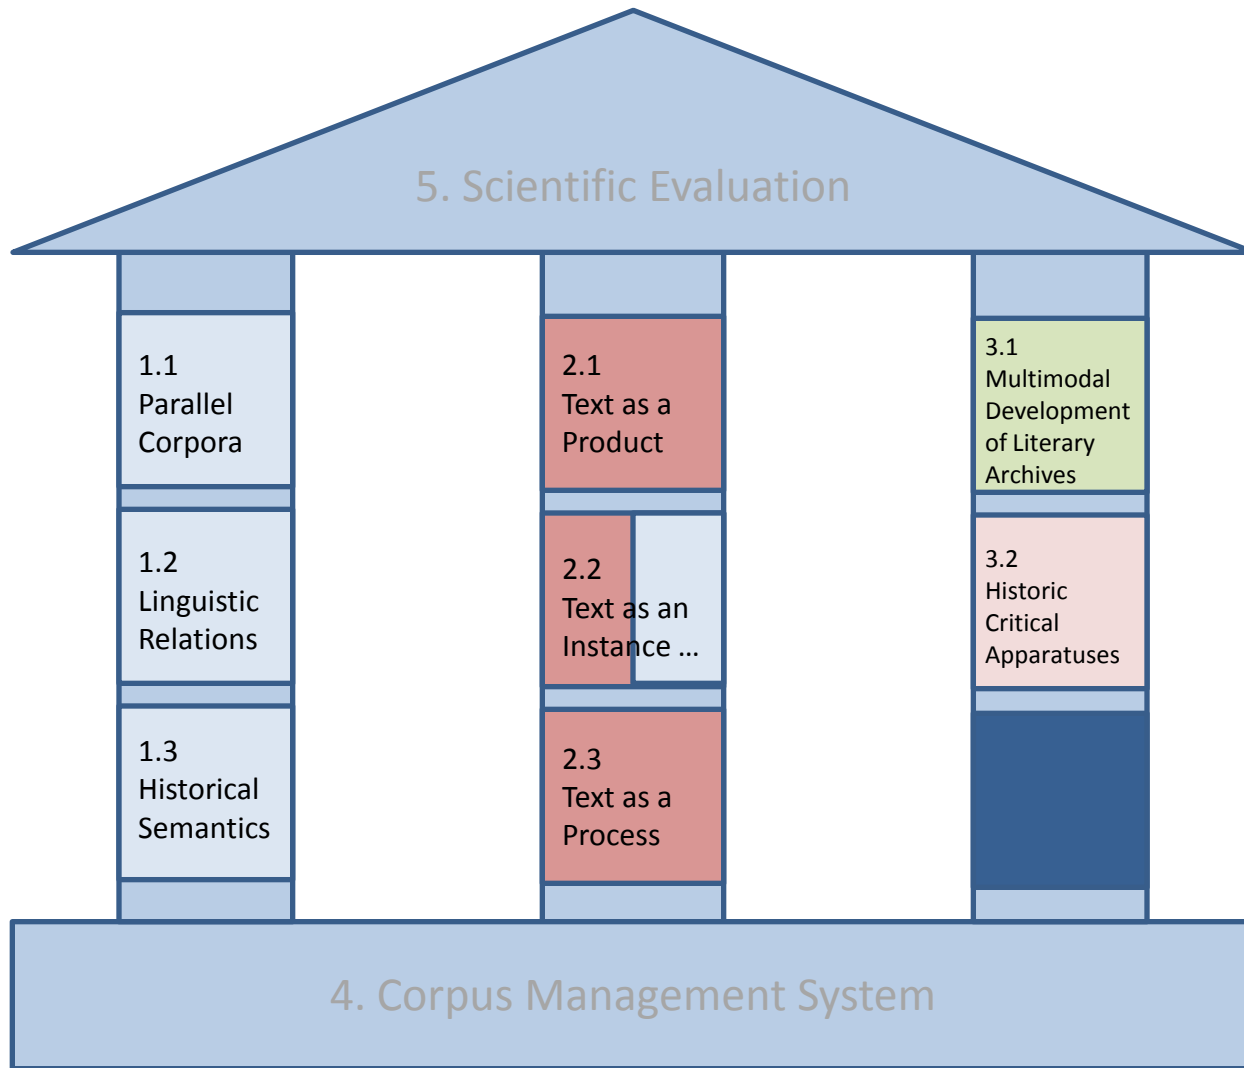 5. Scientific Evaluation
1.1
Parallel
Corpora
2.1
Text as a
Product
3.1
Multimodal
Development
of Literary
Archives
1.2
Linguistic
Relations
2.2
Text as an
Instance ...
3.2
Historic
Critical
Apparatuses
1.3
Historical
Semantics
2.3
Text as a
Process
4. Corpus Management System